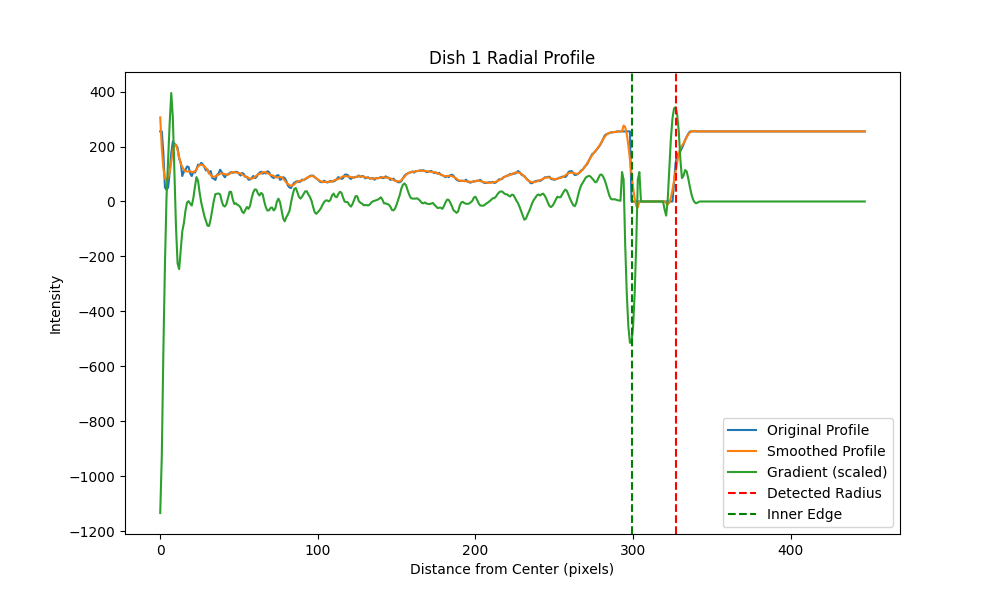 Dish 1 Radial Profile
400
200
0
−200
−400
−600
−800
−1000
−1200
Intensity
0 100 200 300 400
Distance from Center (pixels)
Original Profile
Smoothed Profile
Gradient (scaled)
Detected Radius
Inner Edge